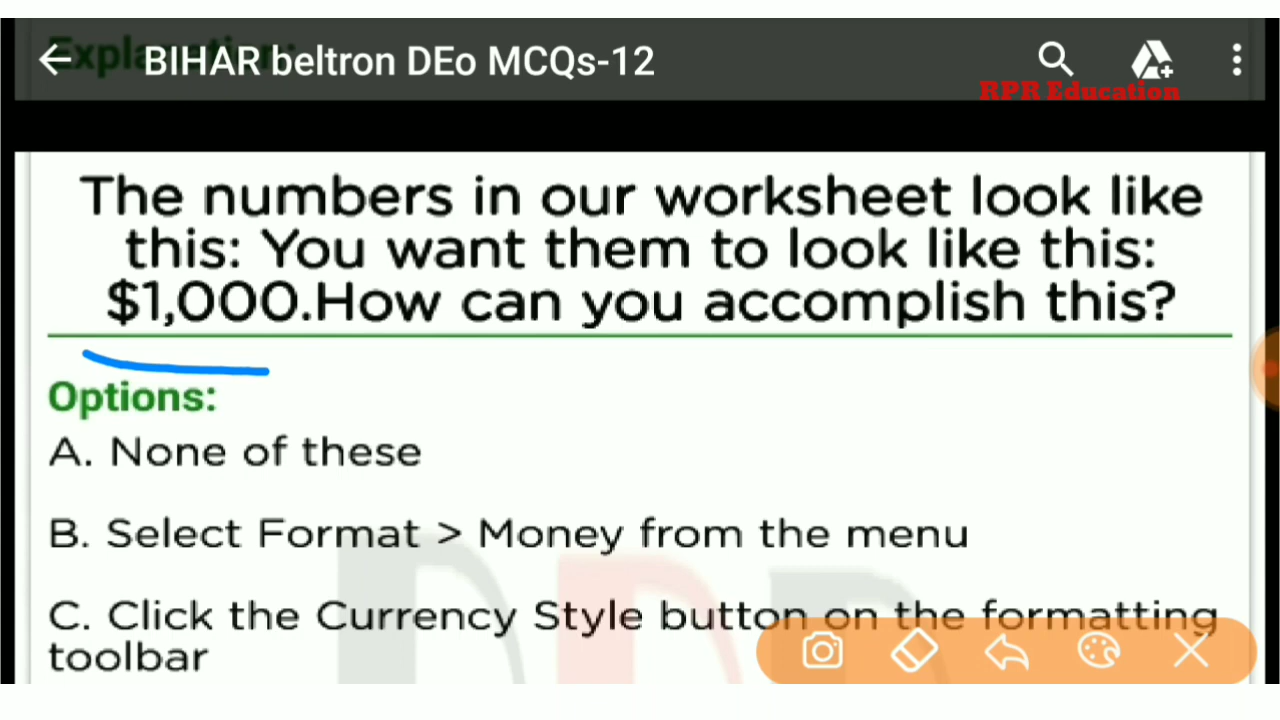 Explanation:
BIHAR beltron DEo MCQs-12
RPR Education
The numbers in our worksheet look like
this: You want them to look like this:
$1,000.How can you accomplish this?
Options:
A. None of these
B. Select Format > Money from the menu
C. Click the Currency Style button on the formatting
toolbar